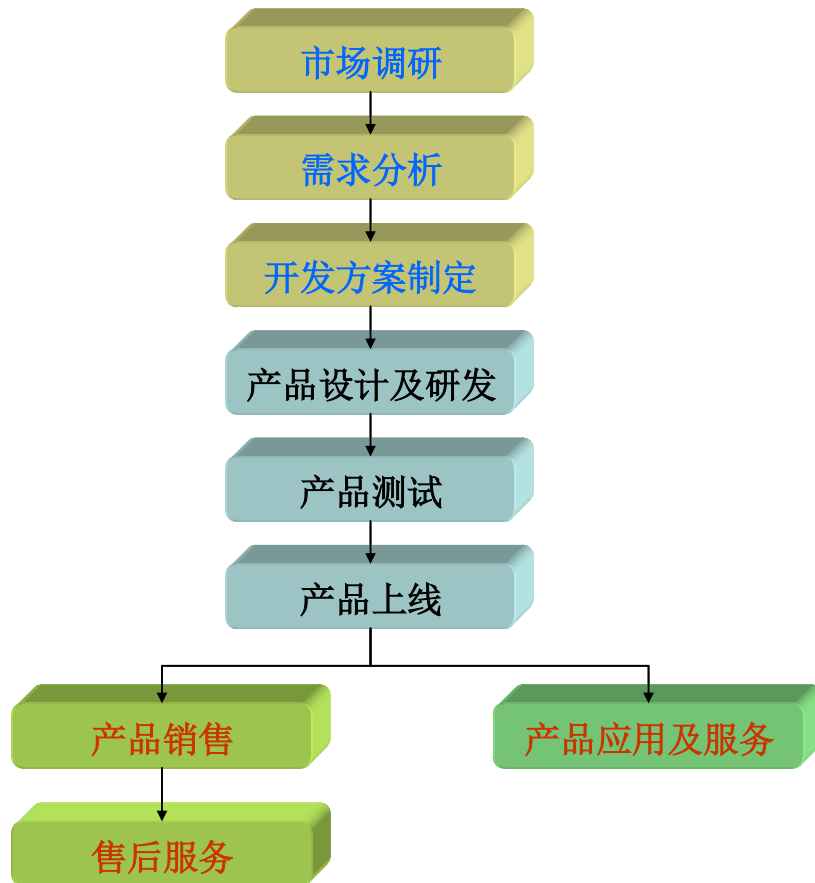 市场调研
需求分析
开发方案制定
产品设计及研发
产品测试
产品上线
产品销售
产品应用及服务
售后服务